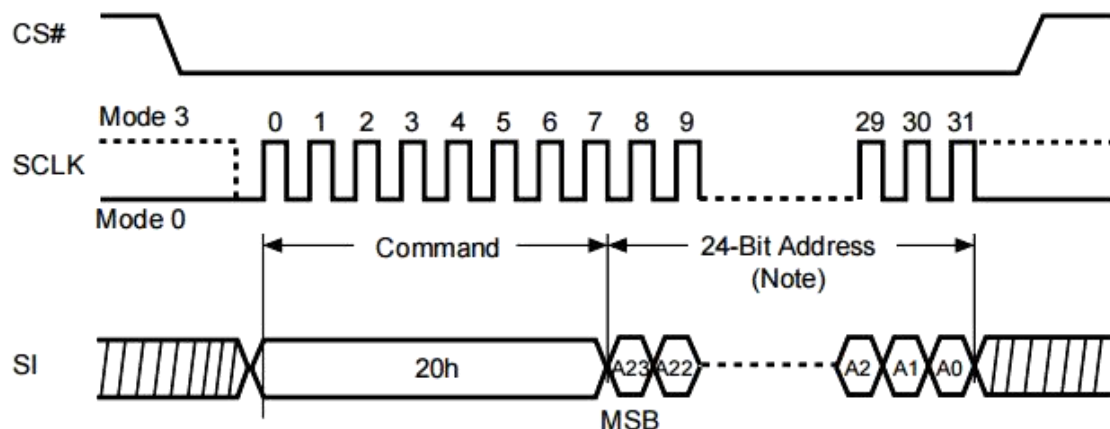 CS#
Mode 3
0 1 2 3 4 5 6 7 8 9 29 30 31
SCLK
Mode 0
Command
24-Bit Address
(Note)
SI
20h
A23 A22 A2 A1 A0
MSB